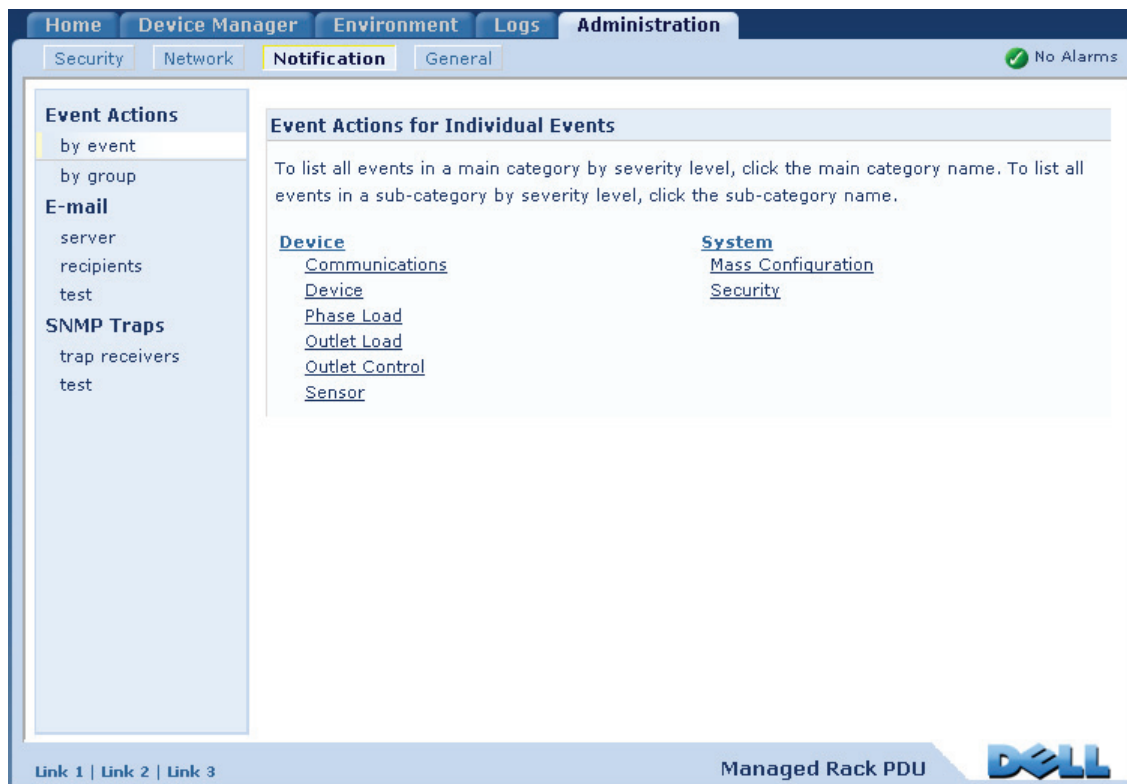 Home Device Manager Environment Logs Administration
Security Network Notification General No Alarms
Event Actions
by event
by group
E-mail
server
recipients
test
SNMP Traps
trap receivers
test
Event Actions for Individual Events
To list all events in a main category by severity level, click the main category name. To list all
events in a sub-category by severity level, click the sub-category name.
Device
Communications
Device
Phase Load
Outlet Load
Outlet Control
Sensor
System
Mass Configuration
Security
Link 1 | Link 2 | Link 3
Managed Rack PDU
DELL